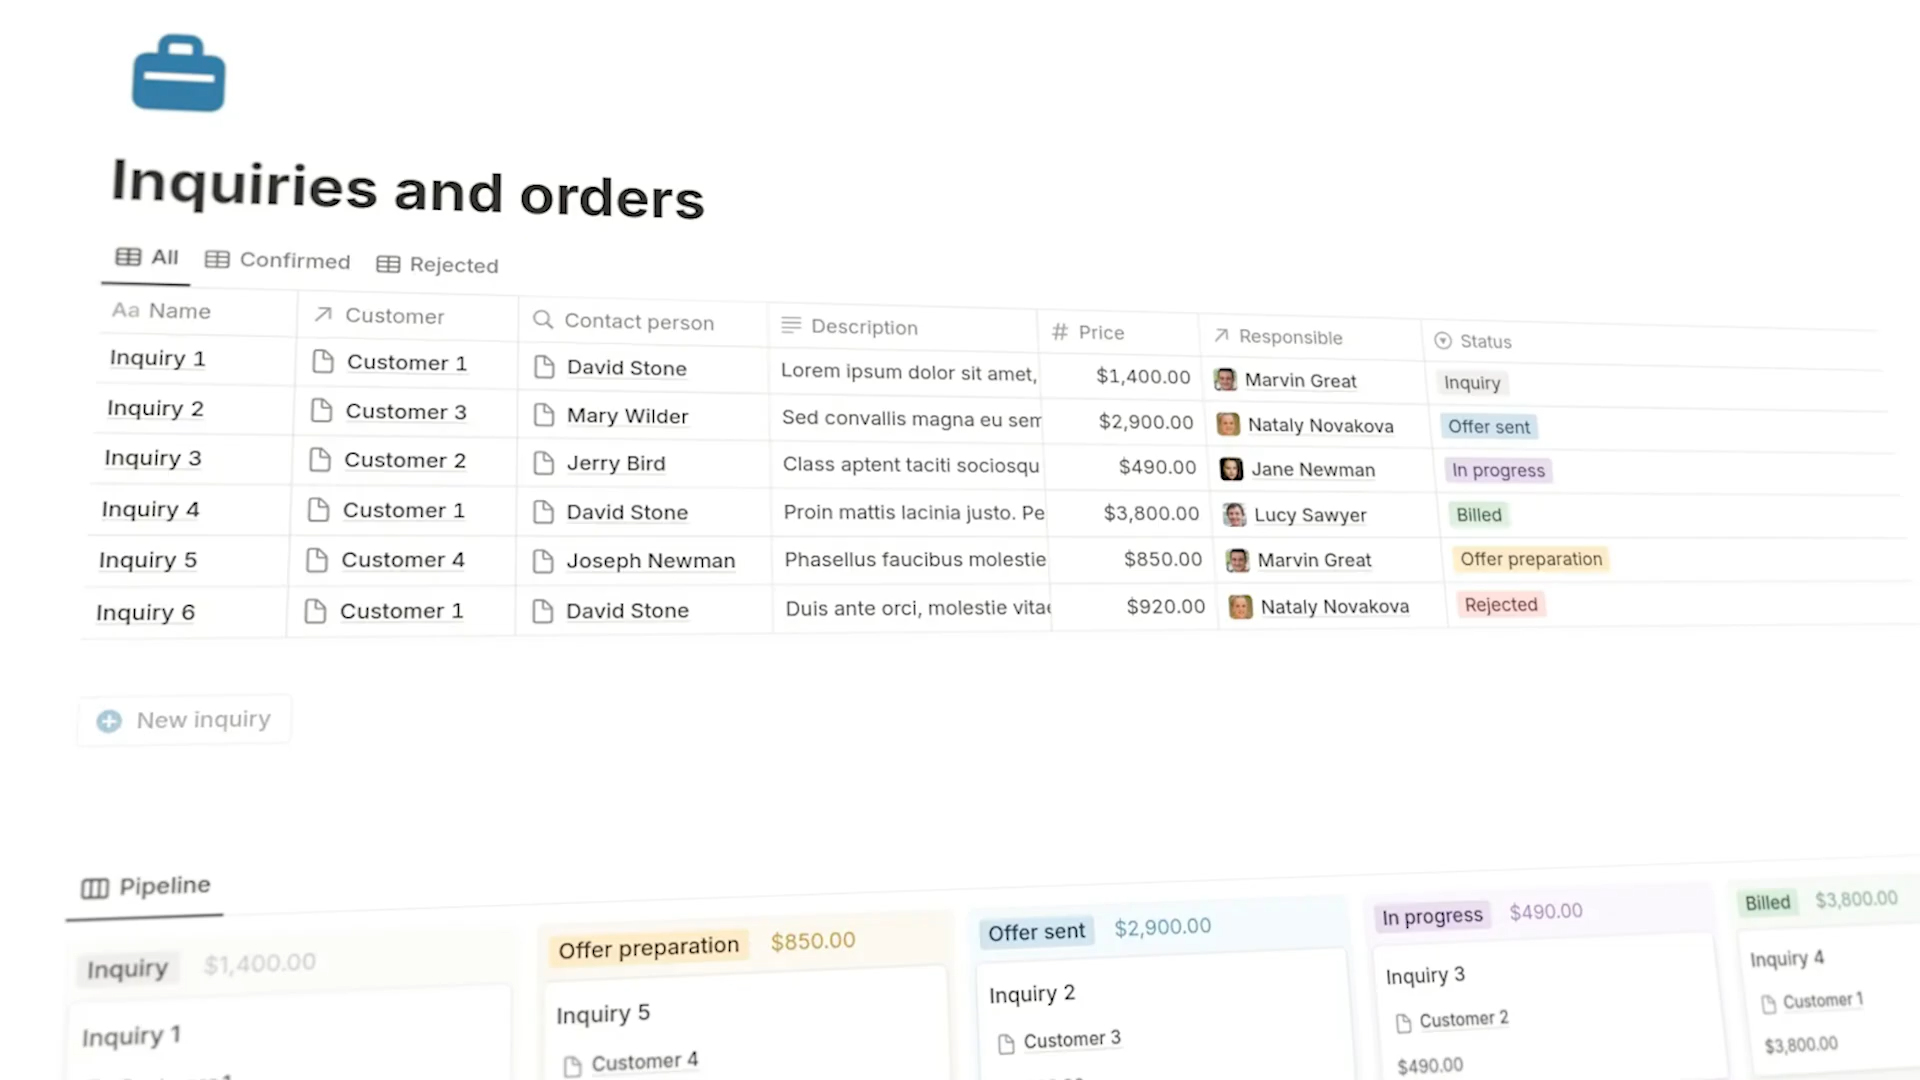 Inquiries and orders
All Confirmed Rejected
Aa Name Customer Contact person Description # Price Responsible Status
Inquiry 1 Customer 1 David Stone Lorem ipsum dolor sit amet, $1,400.00 Marvin Great Inquiry
Inquiry 2 Customer 3 Mary Wilder Sed convallis magna eu sem $2,900.00 Nataly Novakova Offer sent
Inquiry 3 Customer 2 Jerry Bird Class aptent taciti sociosqu $490.00 Jane Newman In progress
Inquiry 4 Customer 1 David Stone Proin mattis lacinia justo. Pe $3,800.00 Lucy Sawyer Billed
Inquiry 5 Customer 4 Joseph Newman Phasellus faucibus molestie $850.00 Marvin Great Offer preparation
Inquiry 6 Customer 1 David Stone Duis ante orci, molestie vitae $920.00 Nataly Novakova Rejected
New inquiry
Pipeline
Inquiry $1,400.00 Offer preparation $850.00 Offer sent $2,900.00 In progress $490.00 Billed $3,800.00
Inquiry 1 Inquiry 5 Inquiry 2 Inquiry 3 Inquiry 4
Customer 4 Customer 3 Customer 2 Customer 1
$490.00 $3,800.00